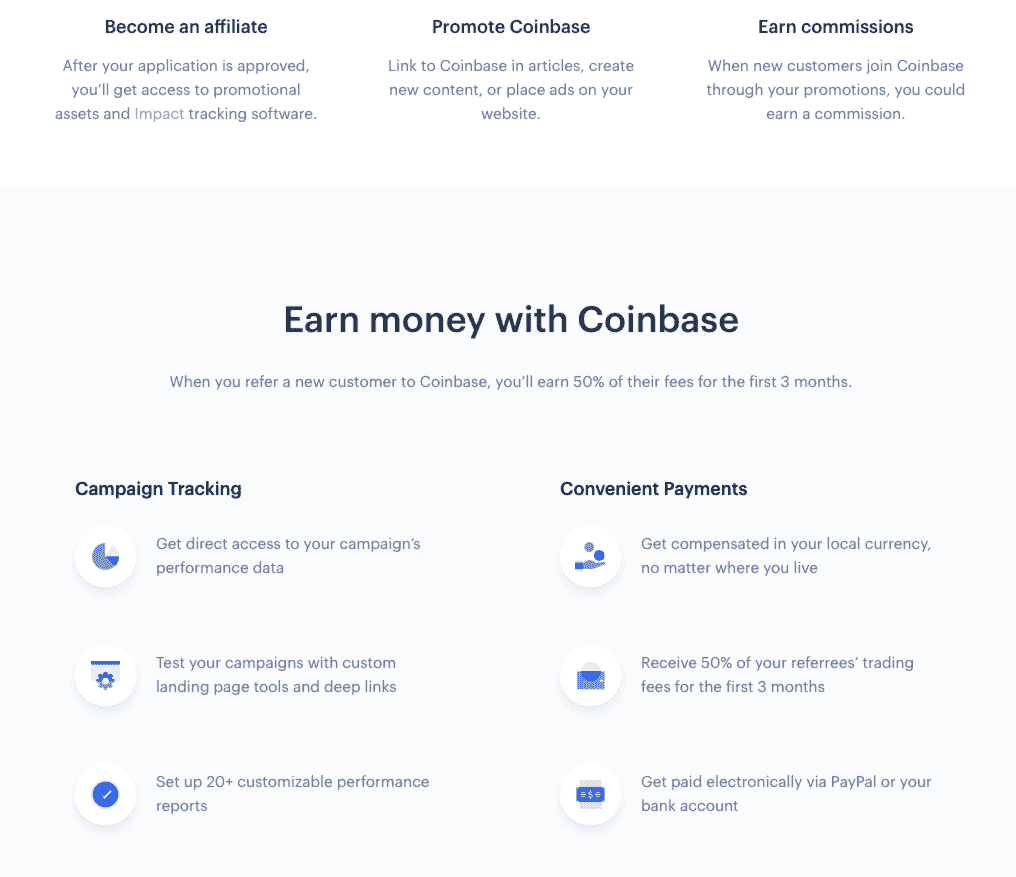 Become an affiliate
After your application is approved,
you’ll get access to promotional
assets and Impact tracking software.
Promote Coinbase
Link to Coinbase in articles, create
new content, or place ads on your
website.
Earn commissions
When new customers join Coinbase
through your promotions, you could
earn a commission.
Earn money with Coinbase
When you refer a new customer to Coinbase, you’ll earn 50% of their fees for the first 3 months.
Campaign Tracking
Get direct access to your campaign’s
performance data
Test your campaigns with custom
landing page tools and deep links
Set up 20+ customizable performance
reports
Convenient Payments
Get compensated in your local currency,
no matter where you live
Receive 50% of your referrees’ trading
fees for the first 3 months
Get paid electronically via PayPal or your
bank account